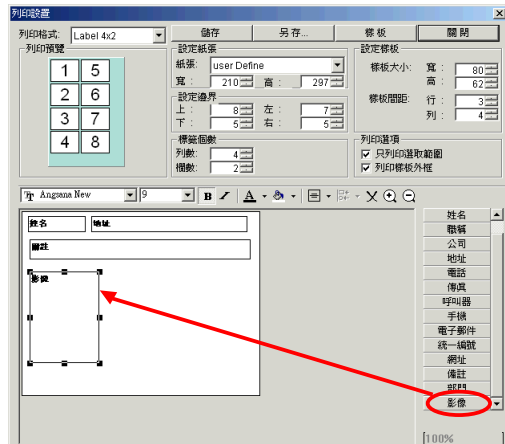 列印設置
列印格式: Label 4x2
儲存 另存... 樣板 關閉
列印預覽
1 5
2 6
3 7
4 8
設定紙張
紙張: user Define
寬: 210 高: 297
設定邊界
上: 8 左: 7
下: 5 右: 5
標籤個數
列數: 4
欄數: 2
設定樣板
樣板大小: 寬: 80
高: 62
樣板間距: 行: 3
列: 4
列印選項
只列印選取範圍
列印樣板外框
Angsana New 9 B A
姓名 地址
備註
影像
姓名
職稱
公司
地址
電話
傳真
呼叫器
手機
電子郵件
統一編號
網址
備註
部門
影像
[100% ]